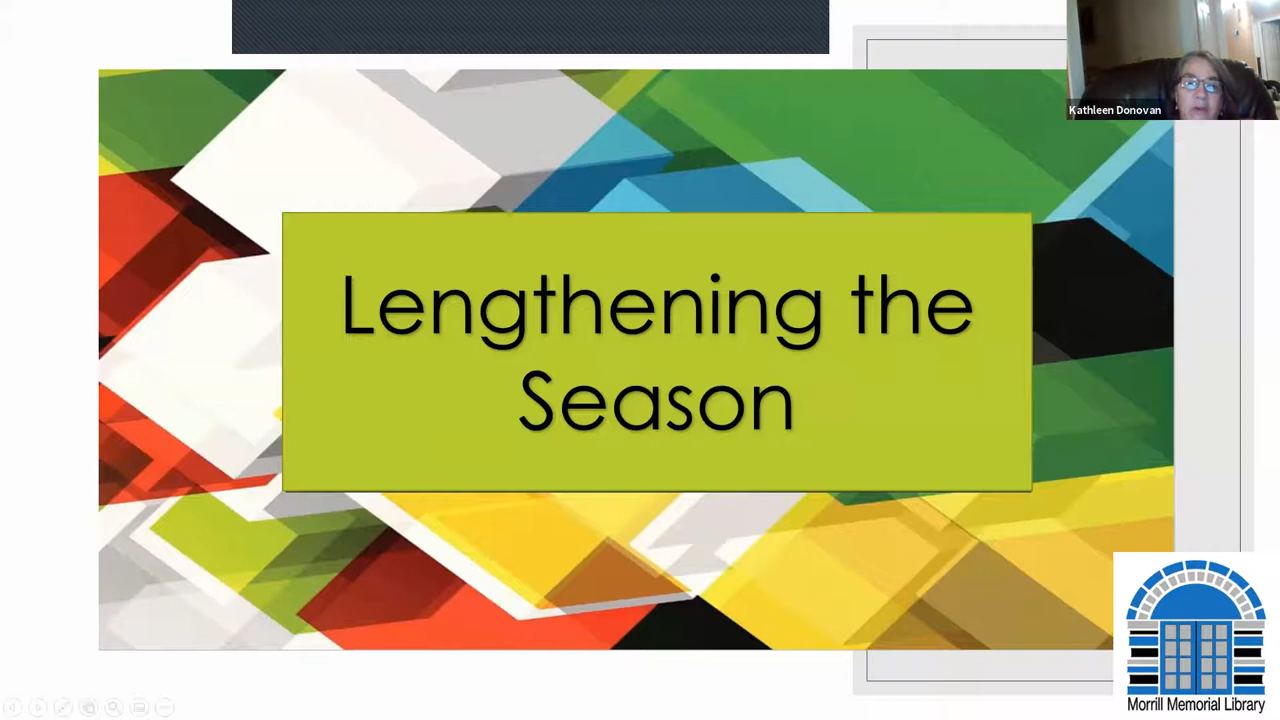 Kathleen Donovan
Lengthening the
Season
Morrill Memorial Library